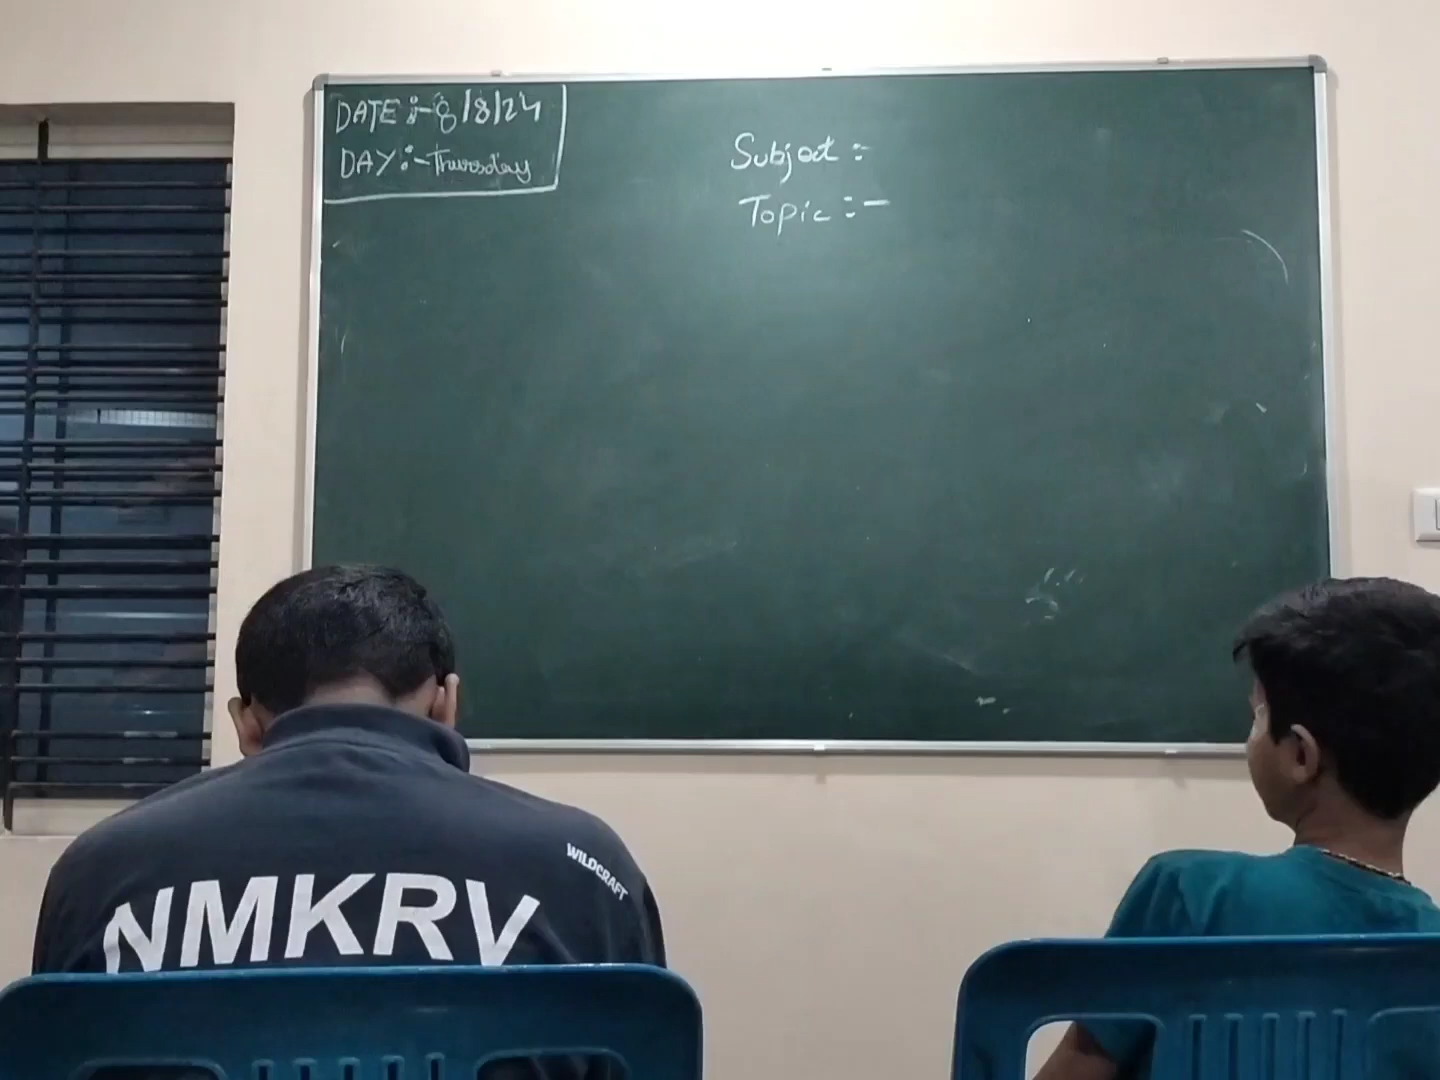 DATE :- 8/8/24
DAY :- Thursday
Subject :-
Topic :-
WILDCRAFT
NMKRV